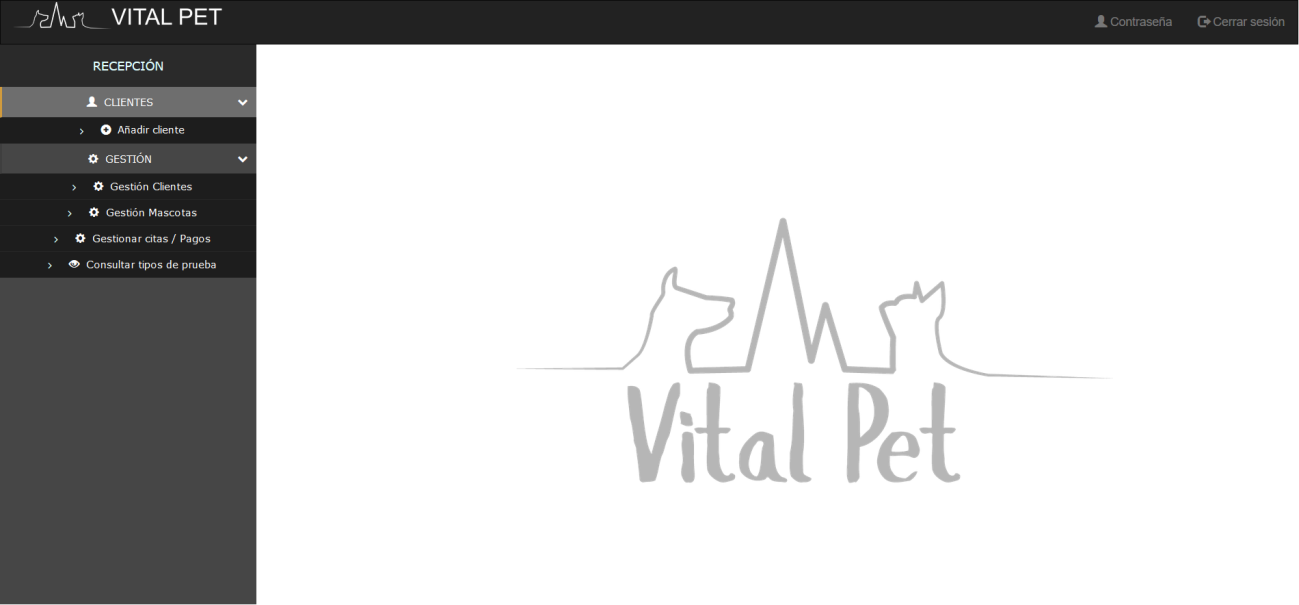 VITAL PET
Contraseña
Cerrar sesión
RECEPCIÓN
CLIENTES
Añadir cliente
GESTIÓN
Gestión Clientes
Gestión Mascotas
Gestionar citas / Pagos
Consultar tipos de prueba
Vital Pet